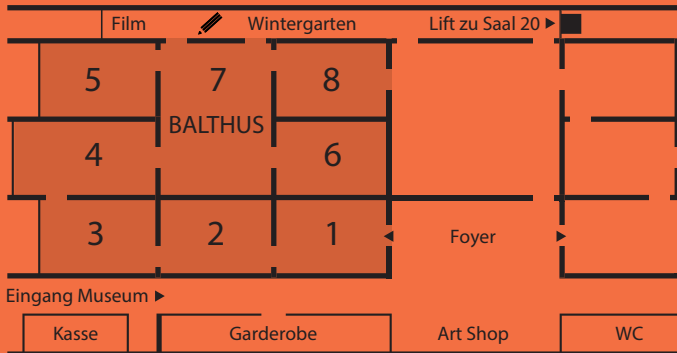 Film
Wintergarten
Lift zu Saal 20 ▶
5
7
8
BALTHUS
4
6
3
2
1
Foyer
Eingang Museum ▶
Kasse
Garderobe
Art Shop
WC